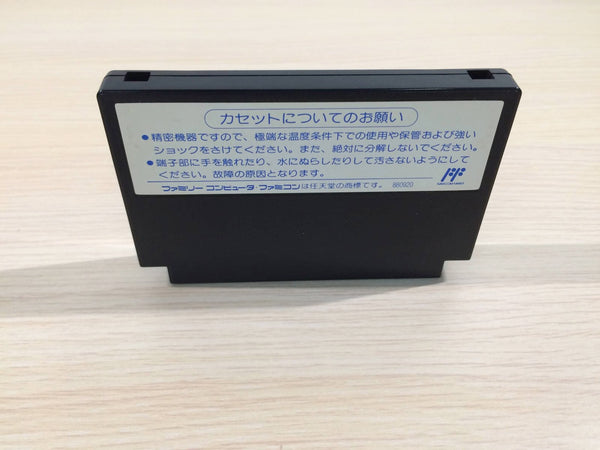 カセットについてのお願い
●精密機器ですので、極端な温度条件下での使用や保管および強い
ショックをさけてください。また、絶対に分解しないでください。
●端子部に手を触れたり、水にぬらしたりして汚さないようにして
ください。故障の原因となります。
ファミリー コンピュータ・ファミコンは任天堂の商標です。 880920